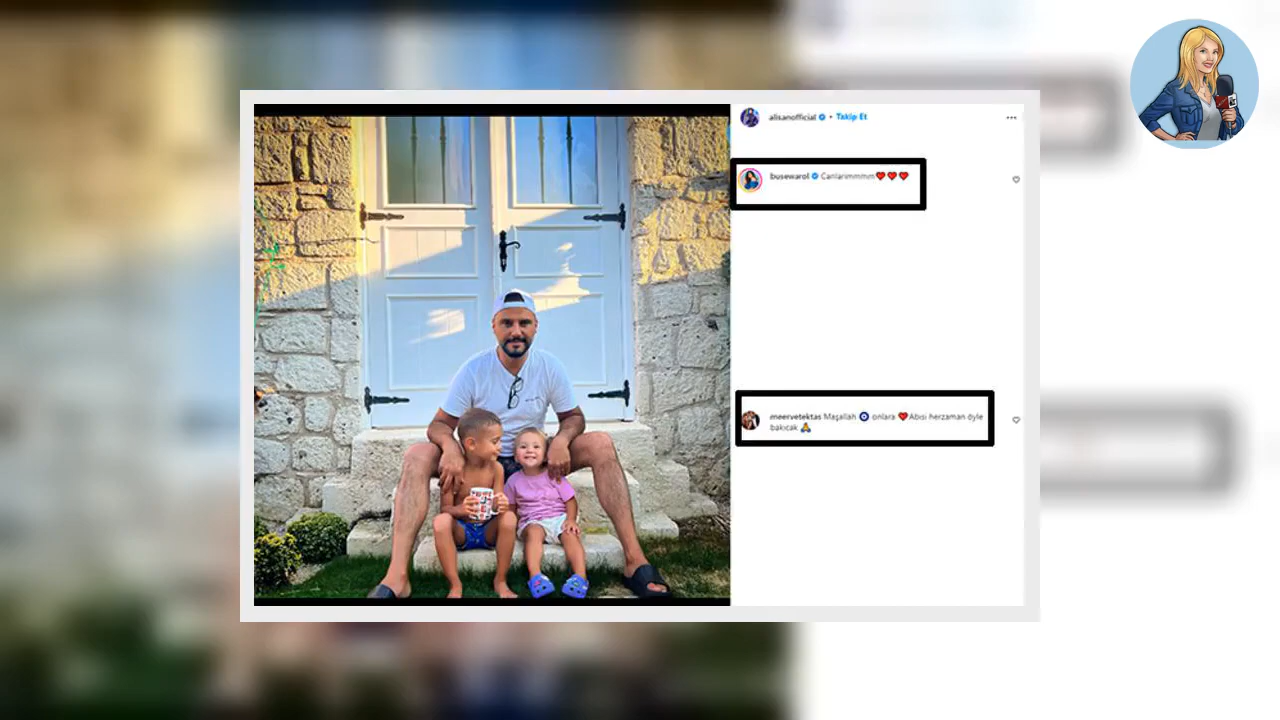 alisanofficial • Takip Et
busewarol Canlarımmmm
meervetektas Maşallah onlara Abisi herzaman öyle
bakıcak